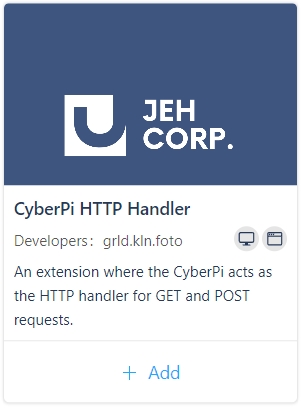 JEH
CORP.
CyberPi HTTP Handler
Developers： grld.kln.foto
An extension where the CyberPi acts as
the HTTP handler for GET and POST
requests.
+ Add